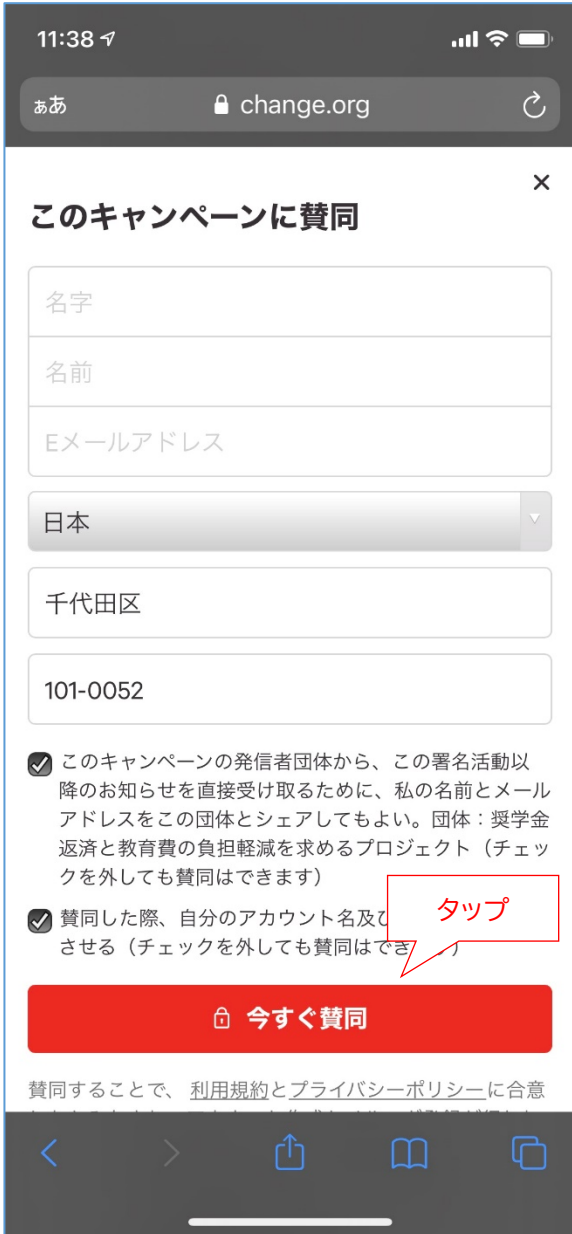 11:38
ぁあ change.org
×
このキャンペーンに賛同
名字
名前
Eメールアドレス
日本
千代田区
101-0052
このキャンペーンの発信者団体から、この署名活動以
降のお知らせを直接受け取るために、私の名前とメール
アドレスをこの団体とシェアしてもよい。団体：奨学金
返済と教育費の負担軽減を求めるプロジェクト（チェッ
クを外しても賛同はできます）
賛同した際、自分のアカウント名及び
させる（チェックを外しても賛同はでき
タップ
今すぐ賛同
賛同することで、 利用規約とプライバシーポリシーに合意